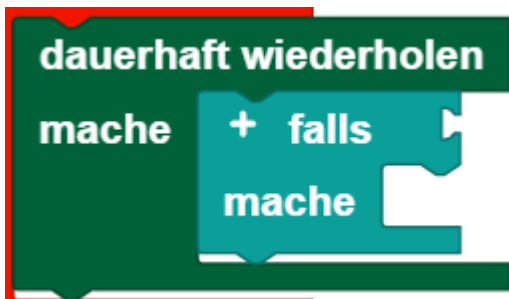 dauerhaft wiederholen
mache + falls
mache